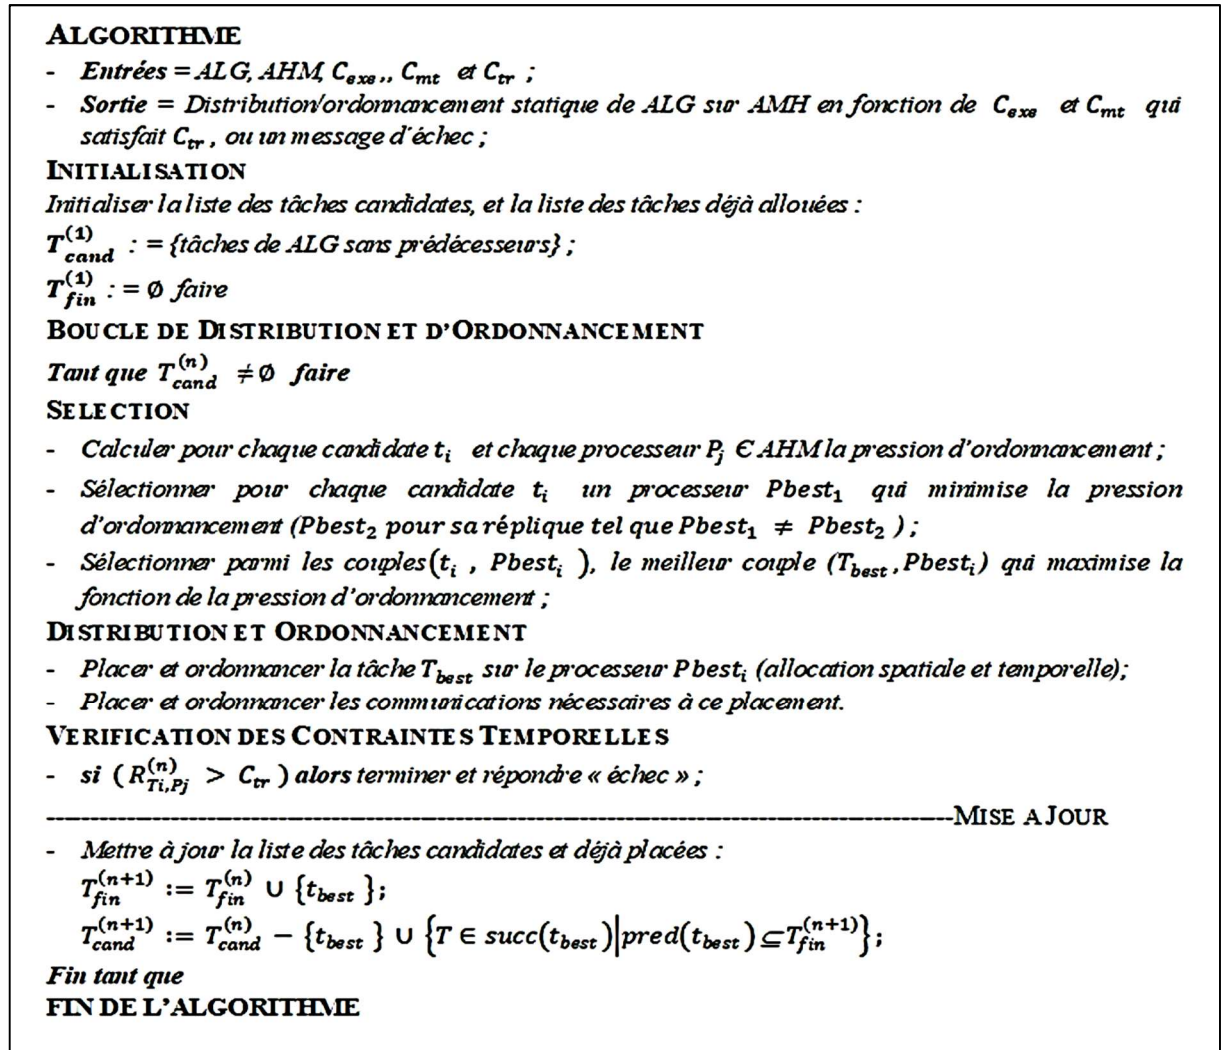 ALGORITHME
- Entrées = ALG, AHM, C_exe,, C_mt et C_tr ;
- Sortie = Distribution/ordonnancement statique de ALG sur AMH en fonction de C_exe et C_mt qui
satisfait C_tr , ou un message d'échec ;
INITIALISATION
Initialiser la liste des tâches candidates, et la liste des tâches déjà allouées :
T_cand^(1) : = {tâches de ALG sans prédécesseurs} ;
T_fin^(1) : = ∅ faire
BOUCLE DE DISTRIBUTION ET D'ORDONNANCEMENT
Tant que T_cand^(n) ≠ ∅ faire
SELECTION
- Calculer pour chaque candidate t_i et chaque processeur P_j Є AHM la pression d'ordonnancement ;
- Sélectionner pour chaque candidate t_i un processeur Pbest_1 qui minimise la pression
d'ordonnancement (Pbest_2 pour sa réplique tel que Pbest_1 ≠ Pbest_2 ) ;
- Sélectionner parmi les couples(t_i , Pbest_i ), le meilleur couple (T_best , Pbest_i) qui maximise la
fonction de la pression d'ordonnancement ;
DISTRIBUTION ET ORDONNANCEMENT
- Placer et ordonnancer la tâche T_best sur le processeur Pbest_i (allocation spatiale et temporelle);
- Placer et ordonnancer les communications nécessaires à ce placement.
VERIFICATION DES CONTRAINTES TEMPORELLES
- si ( R_Ti,Pj^(n) > C_tr ) alors terminer et répondre « échec » ;
---------------------------------------------------------------------------------------------MISE A JOUR
- Mettre à jour la liste des tâches candidates et déjà placées :
T_fin^(n+1) := T_fin^(n) ∪ {t_best };
T_cand^(n+1) := T_cand^(n) − {t_best } ∪ {T ∈ succ(t_best)|pred(t_best) ⊆ T_fin^(n+1)};
Fin tant que
FIN DE L'ALGORITHME